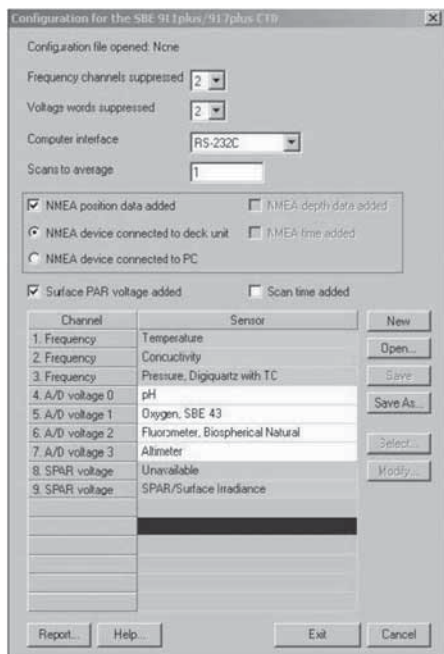 Configuration for the SBE 911plus/917plus CTD
Configuration file opened: None
Frequency channels suppressed 2
Voltage words suppressed 2
Computer interface RS-232C
Scans to average 1
NMEA position data added NMEA depth data added
NMEA device connected to deck unit NMEA time added
NMEA device connected to PC
Surface PAR voltage added Scan time added
Channel Sensor New
1. Frequency Temperature
2. Frequency Conductivity Open...
3. Frequency Pressure, Digiquartz with TC Save
4. A/D voltage 0 pH
5. A/D voltage 1 Oxygen, SBE 43 Save As...
6. A/D voltage 2 Fluorometer, Biospherical Natural
7. A/D voltage 3 Altimeter Select...
8. SPAR voltage Unavailable Modify...
9. SPAR voltage SPAR/Surface Irradiance
Report... Help... Exit Cancel